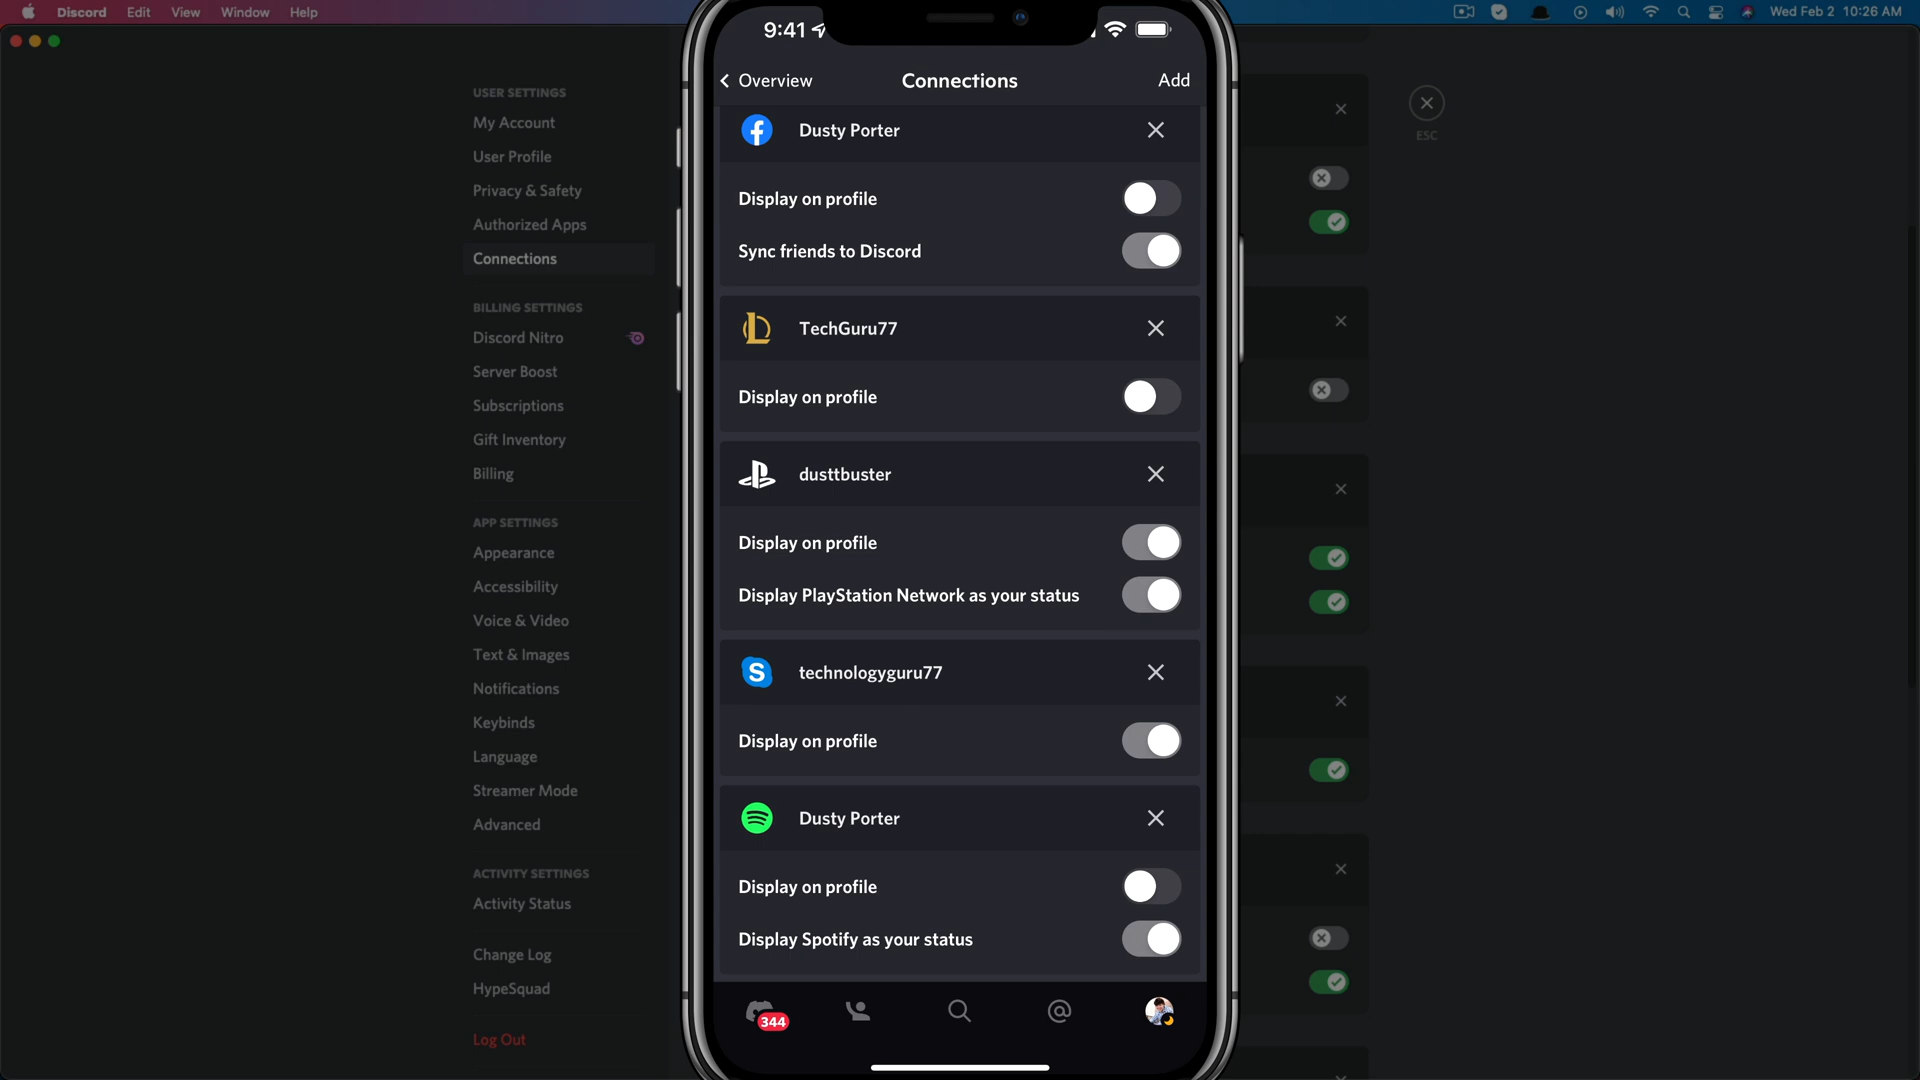 Discord Edit View Window Help
Wed Feb 2 10:26 AM
USER SETTINGS
My Account
User Profile
Privacy & Safety
Authorized Apps
Connections
BILLING SETTINGS
Discord Nitro
Server Boost
Subscriptions
Gift Inventory
Billing
APP SETTINGS
Appearance
Accessibility
Voice & Video
Text & Images
Notifications
Keybinds
Language
Streamer Mode
Advanced
ACTIVITY SETTINGS
Activity Status
Change Log
HypeSquad
Log Out
9:41
Overview Connections Add
Dusty Porter
Display on profile
Sync friends to Discord
TechGuru77
Display on profile
dusttbuster
Display on profile
Display PlayStation Network as your status
technologyguru77
Display on profile
Dusty Porter
Display on profile
Display Spotify as your status
344
ESC